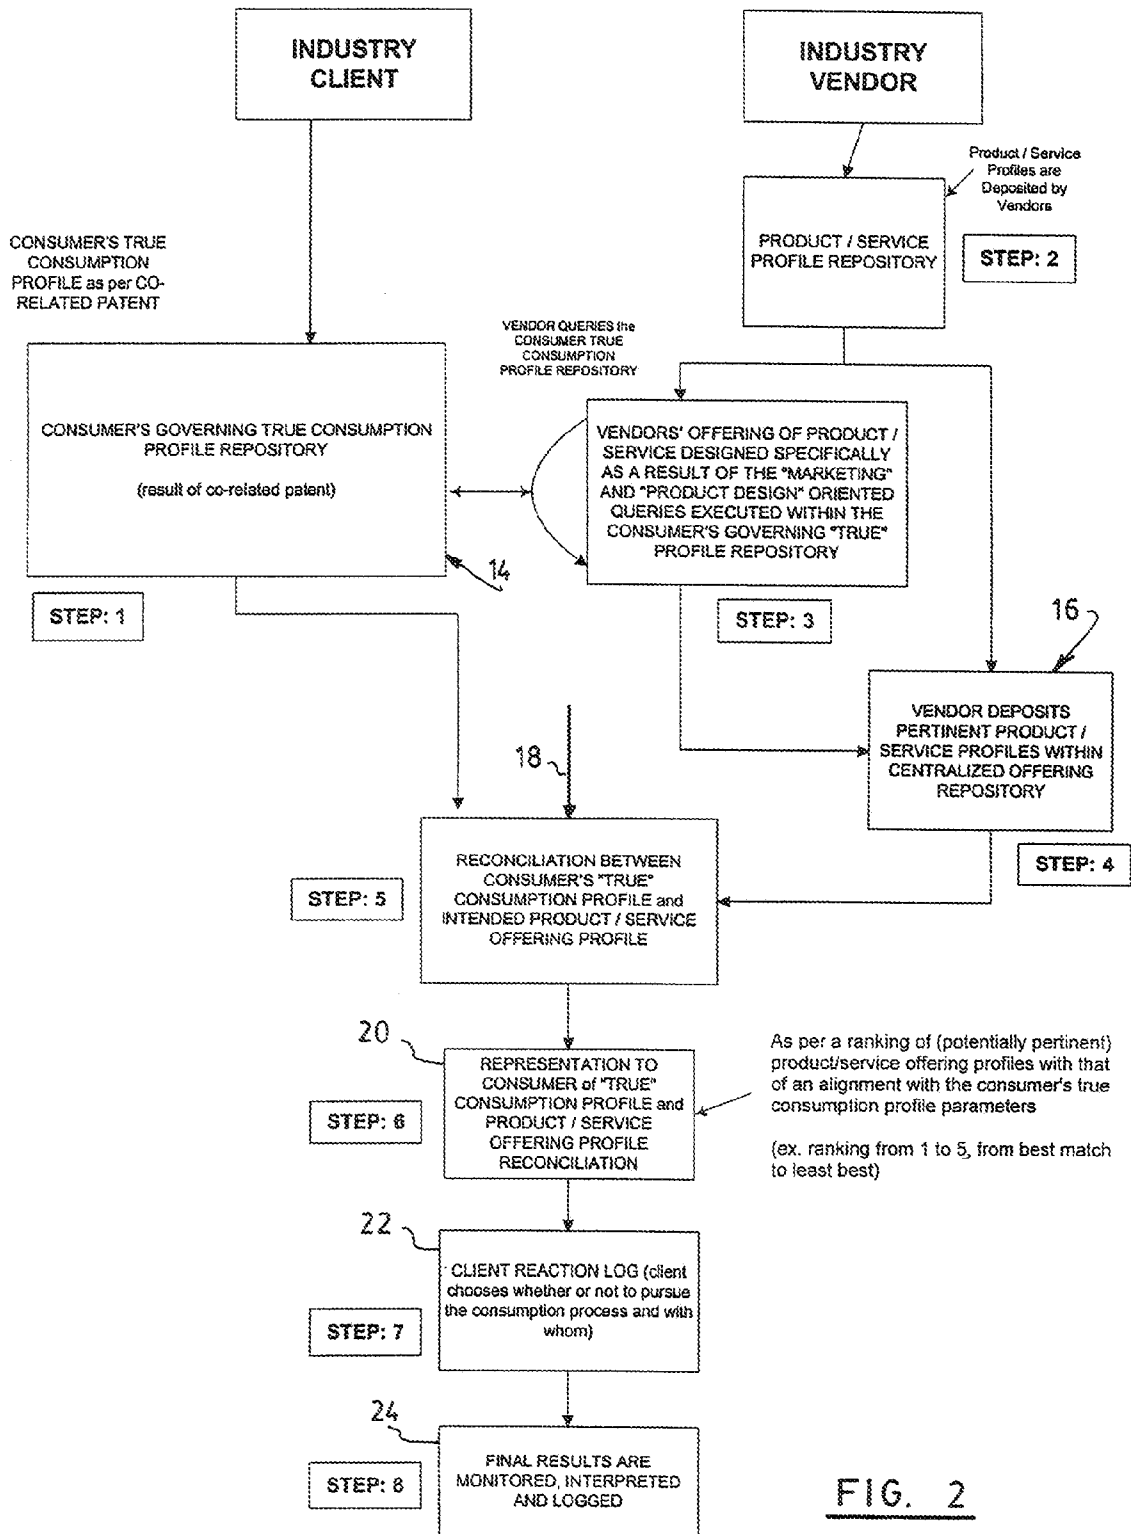 INDUSTRY
CLIENT
INDUSTRY
VENDOR
Product / Service
Profiles are
Deposited by
Vendors
PRODUCT / SERVICE
PROFILE REPOSITORY
STEP: 2
CONSUMER'S TRUE
CONSUMPTION
PROFILE as per CO-
RELATED PATENT
VENDOR QUERIES the
CONSUMER TRUE
CONSUMPTION
PROFILE REPOSITORY
CONSUMER'S GOVERNING TRUE CONSUMPTION
PROFILE REPOSITORY
(result of co-related patent)
14
STEP: 1
VENDORS' OFFERING OF PRODUCT /
SERVICE DESIGNED SPECIFICALLY
AS A RESULT OF THE "MARKETING"
AND "PRODUCT DESIGN" ORIENTED
QUERIES EXECUTED WITHIN THE
CONSUMER'S GOVERNING "TRUE"
PROFILE REPOSITORY
STEP: 3
16
VENDOR DEPOSITS
PERTINENT PRODUCT /
SERVICE PROFILES WITHIN
CENTRALIZED OFFERING
REPOSITORY
STEP: 4
18
RECONCILIATION BETWEEN
CONSUMER'S "TRUE"
CONSUMPTION PROFILE and
INTENDED PRODUCT / SERVICE
OFFERING PROFILE
STEP: 5
20
REPRESENTATION TO
CONSUMER of "TRUE"
CONSUMPTION PROFILE and
PRODUCT / SERVICE
OFFERING PROFILE
RECONCILIATION
STEP: 6
As per a ranking of (potentially pertinent)
product/service offering profiles with that
of an alignment with the consumer's true
consumption profile parameters
(ex. ranking from 1 to 5, from best match
to least best)
22
CLIENT REACTION LOG (client
chooses whether or not to pursue
the consumption process and with
whom)
STEP: 7
24
FINAL RESULTS ARE
MONITORED, INTERPRETED
AND LOGGED
STEP: 8
FIG. 2